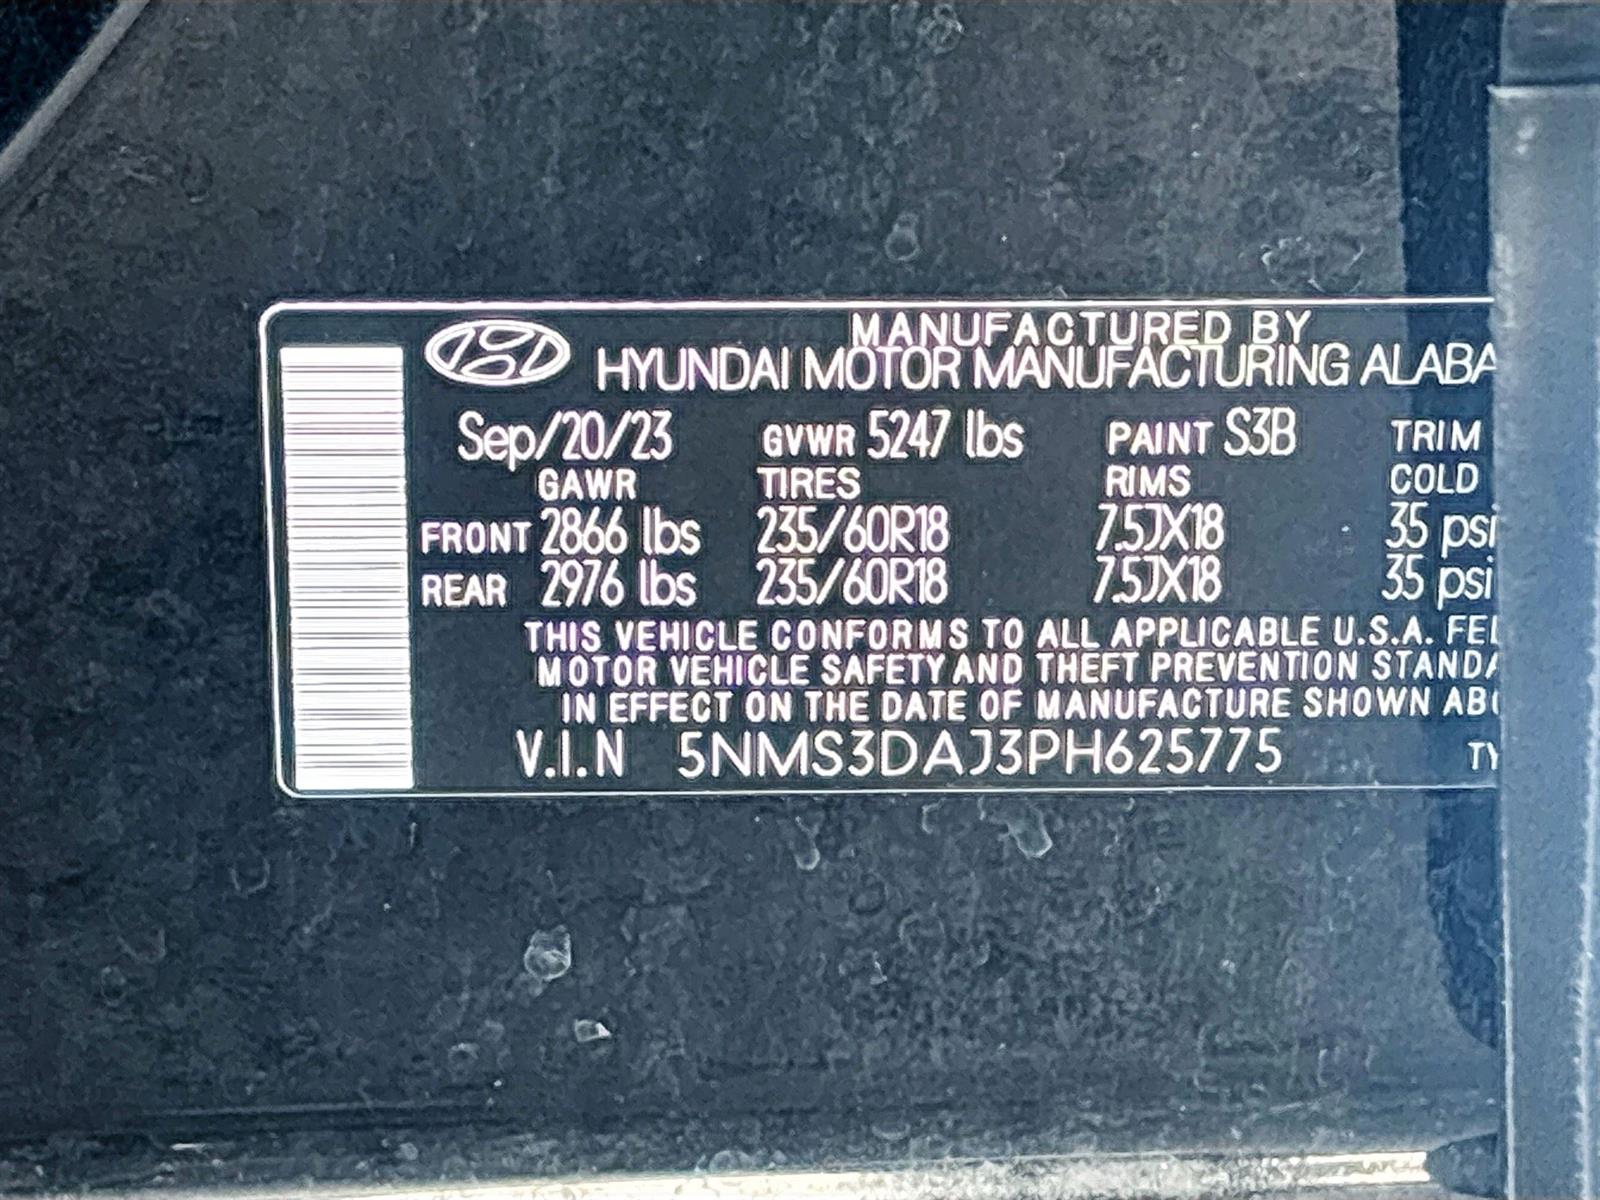 MANUFACTURED BY
HYUNDAI MOTOR MANUFACTURING ALABA
Sep/20/23 GVWR 5247 lbs PAINT S3B TRIM
GAWR TIRES RIMS COLD
FRONT 2866 lbs 235/60R18 7.5JX18 35 psi
REAR 2976 lbs 235/60R18 7.5JX18 35 psi
THIS VEHICLE CONFORMS TO ALL APPLICABLE U.S.A. FE
MOTOR VEHICLE SAFETY AND THEFT PREVENTION STANDA
IN EFFECT ON THE DATE OF MANUFACTURE SHOWN AB
V.I.N 5NMS3DAJ3PH625775 TY